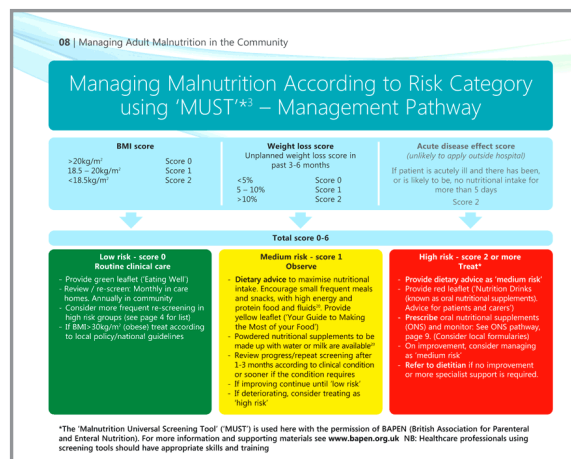 08 | Managing Adult Malnutrition in the Community
Managing Malnutrition According to Risk Category
using ‘MUST’*³ – Management Pathway
BMI score
>20kg/m² Score 0
18.5 – 20kg/m² Score 1
<18.5kg/m² Score 2
Weight loss score
Unplanned weight loss score in
past 3-6 months
<5% Score 0
5 – 10% Score 1
>10% Score 2
Acute disease effect score
(unlikely to apply outside hospital)
If patient is acutely ill and there has been,
or is likely to be, no nutritional intake for
more than 5 days
Score 2
Total score 0-6
Low risk - score 0
Routine clinical care
- Provide green leaflet (‘Eating Well’)
- Review / re-screen: Monthly in care
homes. Annually in community
- Consider more frequent re-screening in
high risk groups (see page 4 for list)
- If BMI>30kg/m² (obese) treat according
to local policy/national guidelines
Medium risk - score 1
Observe
- Dietary advice to maximise nutritional
intake. Encourage small frequent meals
and snacks, with high energy and
protein food and fluids²⁰. Provide
yellow leaflet (‘Your Guide to Making
the Most of your Food’)
- Powdered nutritional supplements to be
made up with water or milk are available²¹
- Review progress/repeat screening after
1-3 months according to clinical condition
or sooner if the condition requires
- If improving continue until ‘low risk’
- If deteriorating, consider treating as
‘high risk’
High risk - score 2 or more
Treat*
- Provide dietary advice as ‘medium risk’
- Provide red leaflet (‘Nutrition Drinks
(known as oral nutritional supplements).
Advice for patients and carers’)
- Prescribe oral nutritional supplements
(ONS) and monitor: See ONS pathway,
page 9. (Consider local formularies)
- On improvement, consider managing
as ‘medium risk’
- Refer to dietitian if no improvement
or more specialist support is required.
*The ‘Malnutrition Universal Screening Tool’ (‘MUST’) is used here with the permission of BAPEN (British Association for Parenteral
and Enteral Nutrition). For more information and supporting materials see www.bapen.org.uk NB: Healthcare professionals using
screening tools should have appropriate skills and training